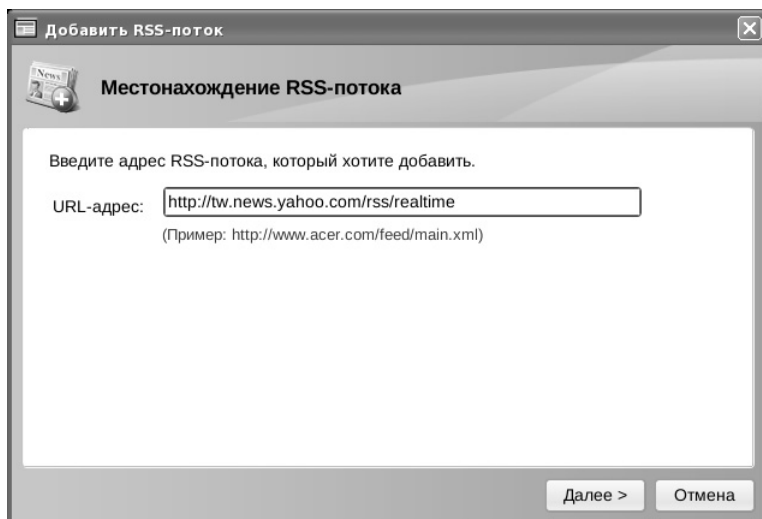 Добавить RSS-поток
News
Местонахождение RSS-потока
Введите адрес RSS-потока, который хотите добавить.
URL-адрес: http://tw.news.yahoo.com/rss/realtime
(Пример: http://www.acer.com/feed/main.xml)
Далее > Отмена